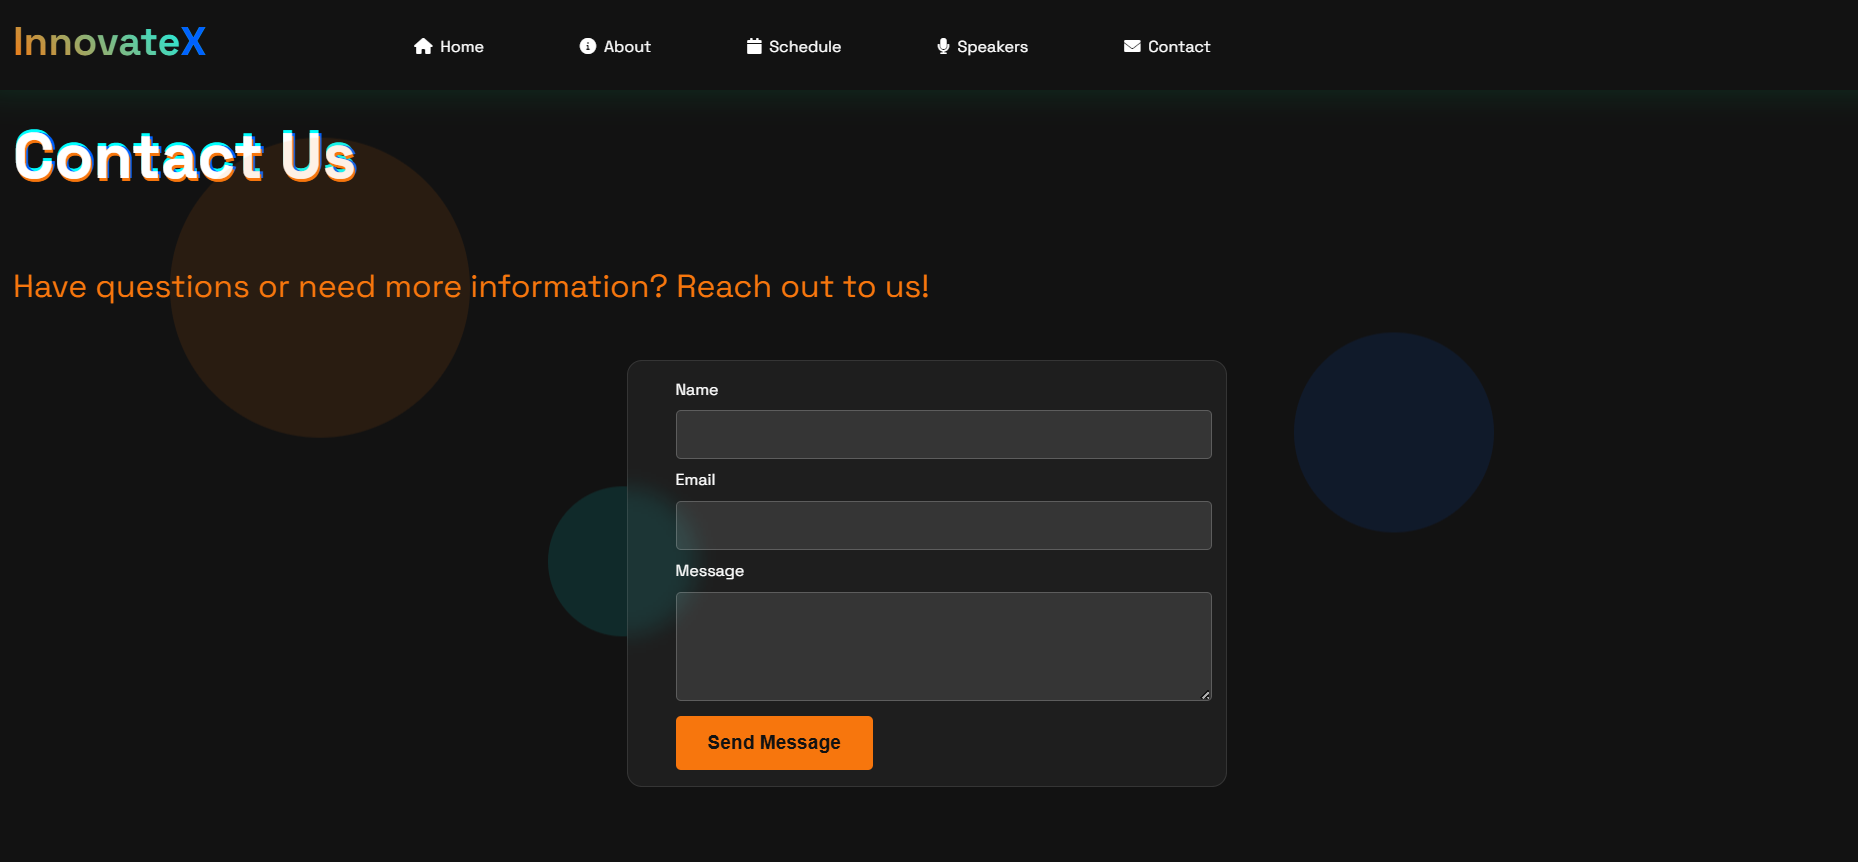 InnovateX Home About Schedule Speakers Contact
Contact Us
Have questions or need more information? Reach out to us!
Name
Email
Message
Send Message